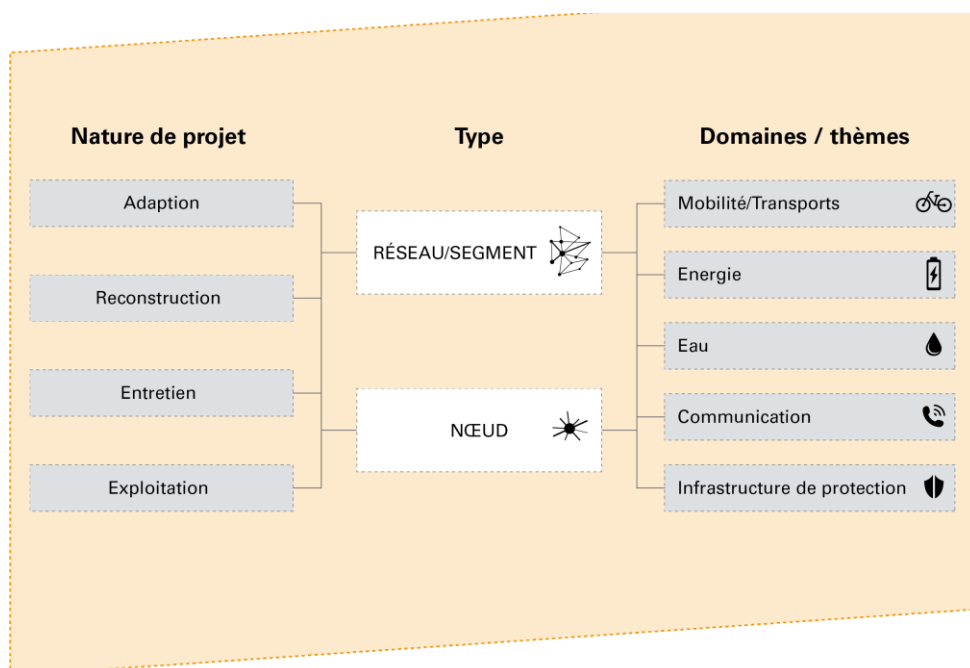 Nature de projet
Type
Domaines / thèmes
Adaption
Reconstruction
Entretien
Exploitation
RÉSEAU/SEGMENT
NŒUD
Mobilité/Transports
Energie
Eau
Communication
Infrastructure de protection